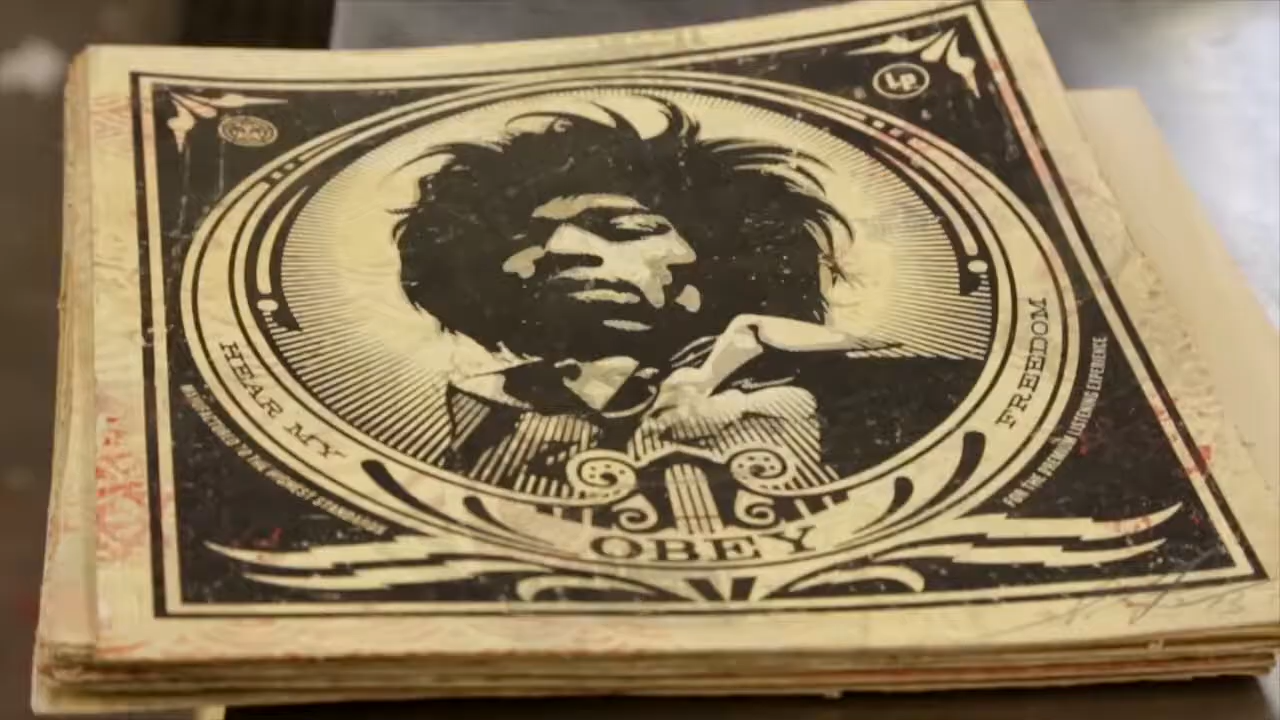 LP
HEAR MY
FREEDOM
MANUFACTURED TO THE HIGHEST STANDARDS
FOR THE PREMIUM LISTENING EXPERIENCE
OBEY